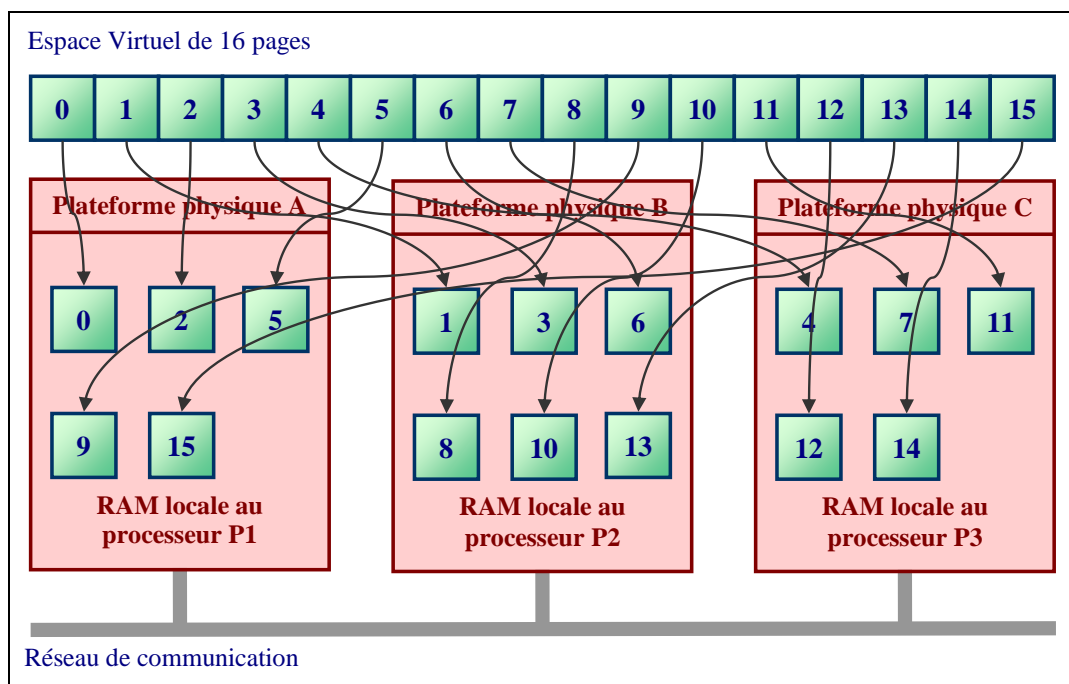 Espace Virtuel de 16 pages
0 1 2 3 4 5 6 7 8 9 10 11 12 13 14 15
Plateforme physique A
0 2 5
9 15
RAM locale au
processeur P1
Plateforme physique B
1 3 6
8 10 13
RAM locale au
processeur P2
Plateforme physique C
4 7 11
12 14
RAM locale au
processeur P3
Réseau de communication